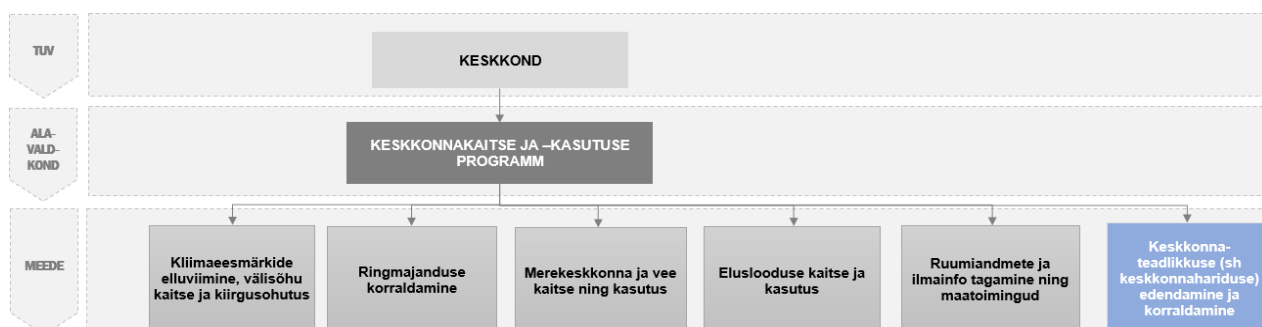 TUV
KESKKOND
ALA-
VALD-
KOND
KESKKONNAKAITSE JA –KASUTUSE
PROGRAMM
MEEDE
Kliimaeesmärkide
elluviimine, välisõhu
kaitse ja kiirgusohutus
Ringmajanduse
korraldamine
Merekeskkonna ja vee
kaitse ning kasutus
Eluslooduse kaitse ja
kasutus
Ruumiandmete ja
ilmainfo tagamine ning
maatoimingud
Keskkonna-
teadlikkuse (sh
keskkonnahariduse)
edendamine ja
korraldamine